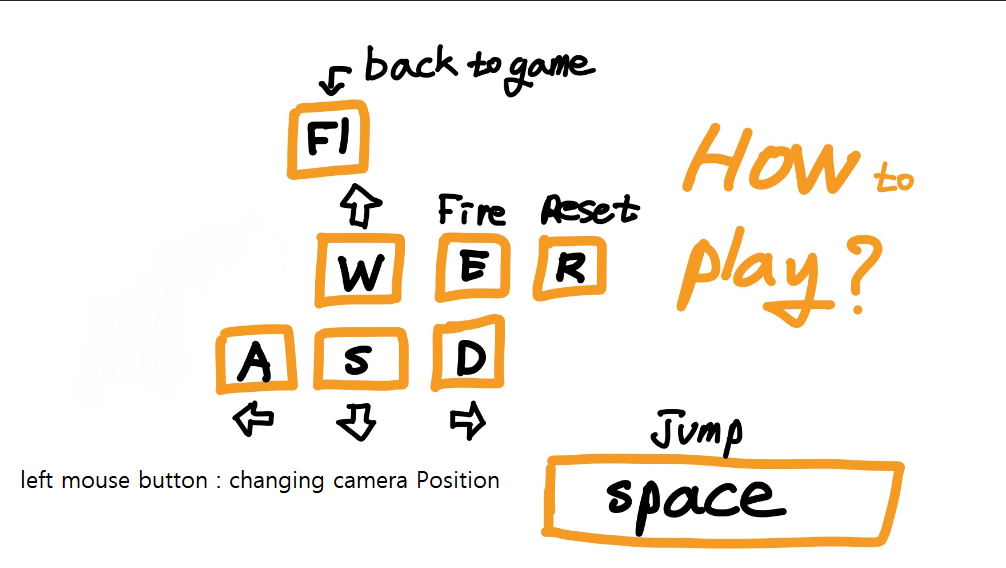 back to game
F1
How to
play?
Fire Reset
W E R
A S D
Jump
space
left mouse button : changing camera Position